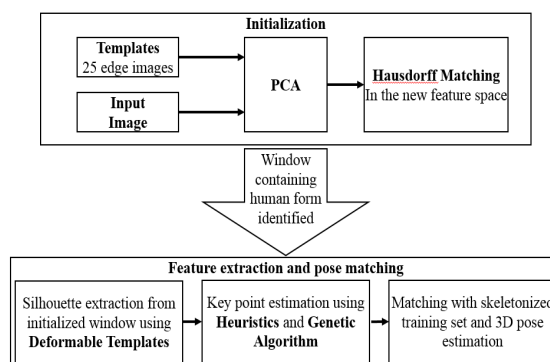 Initialization
Templates
25 edge images
Input
Image
PCA
Hausdorff Matching
In the new feature space
Window
containing
human form
identified
Feature extraction and pose matching
Silhouette extraction from
initialized window using
Deformable Templates
Key point estimation using
Heuristics and Genetic
Algorithm
Matching with skeletonized
training set and 3D pose
estimation